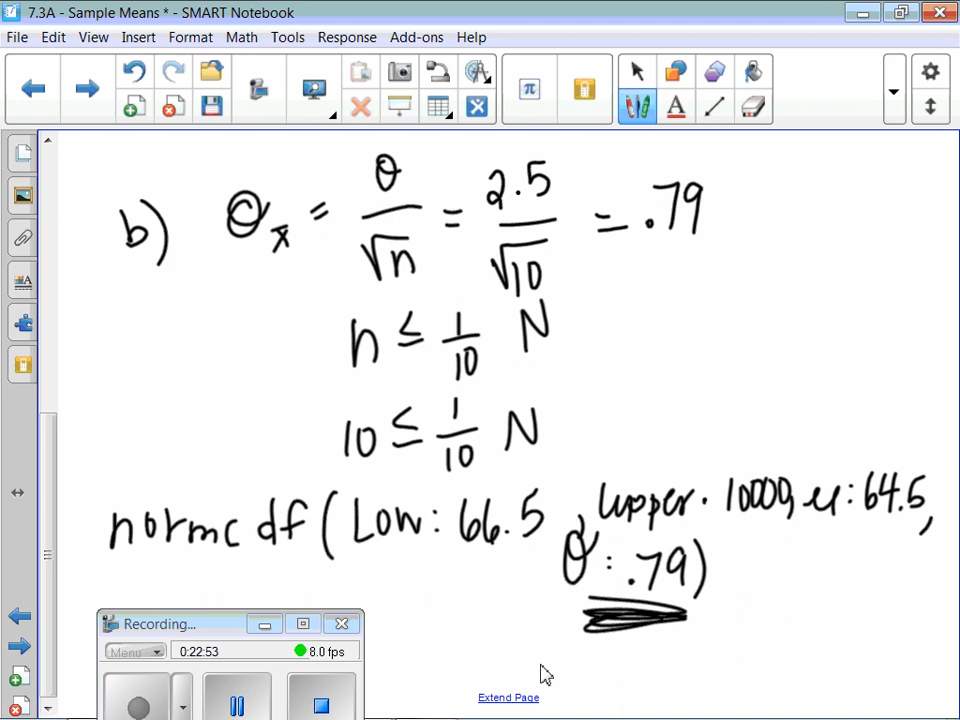 7.3A - Sample Means * - SMART Notebook
File Edit View Insert Format Math Tools Response Add-ons Help
π
A
b) σx̄ = σ/√n = 2.5/√10 = .79
n ≤ 1/10 N
10 ≤ 1/10 N
normcdf(Low: 66.5, upper: 10000, μ: 64.5,
σ: .79)
Recording...
Menu 0:22:53 8.0 fps
Extend Page